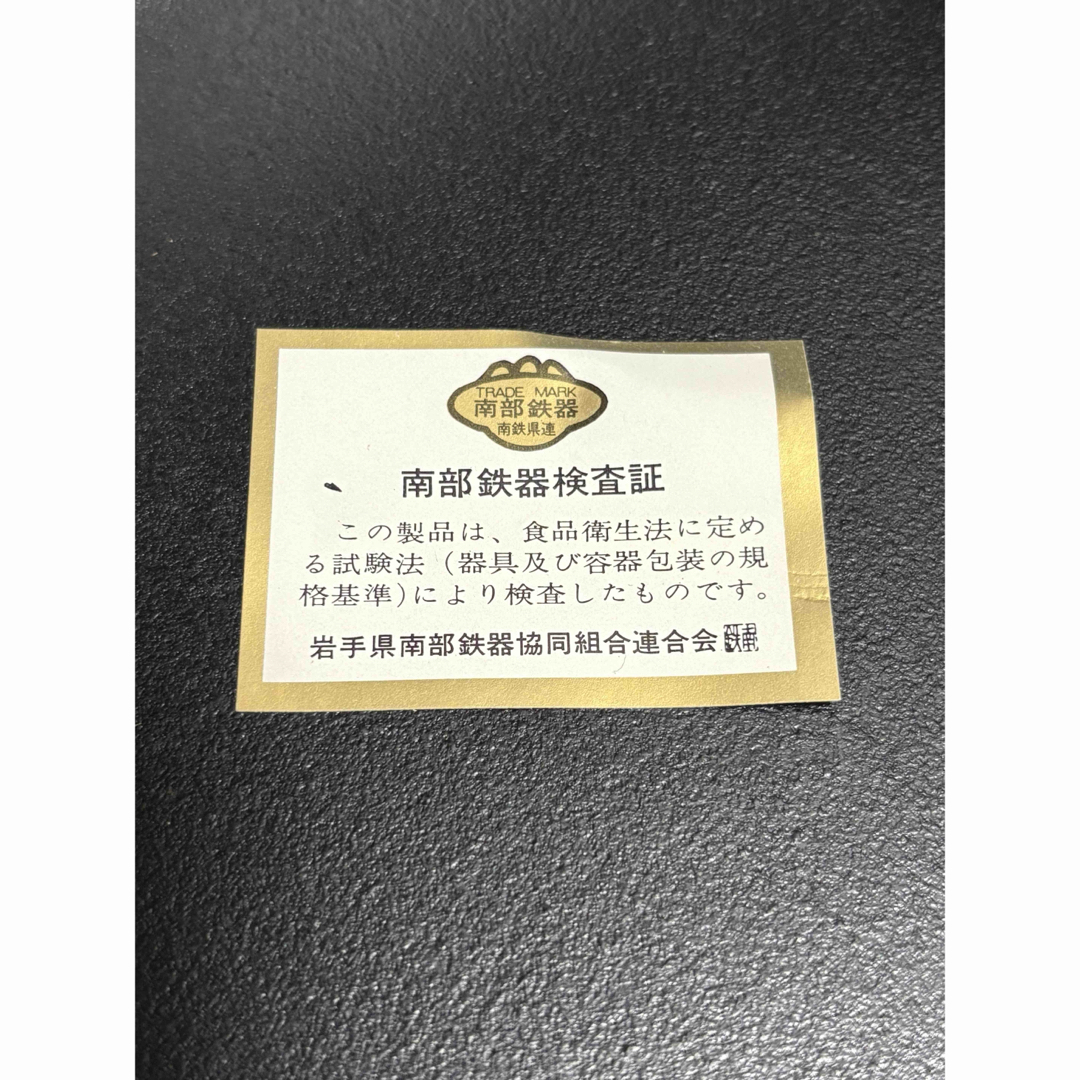 TRADE MARK
南部鉄器
南鉄県連
南部鉄器検査証
この製品は、食品衛生法に定め
る試験法(器具及び容器包装の規
格基準)により検査したものです。
岩手県南部鉄器協同組合連合会